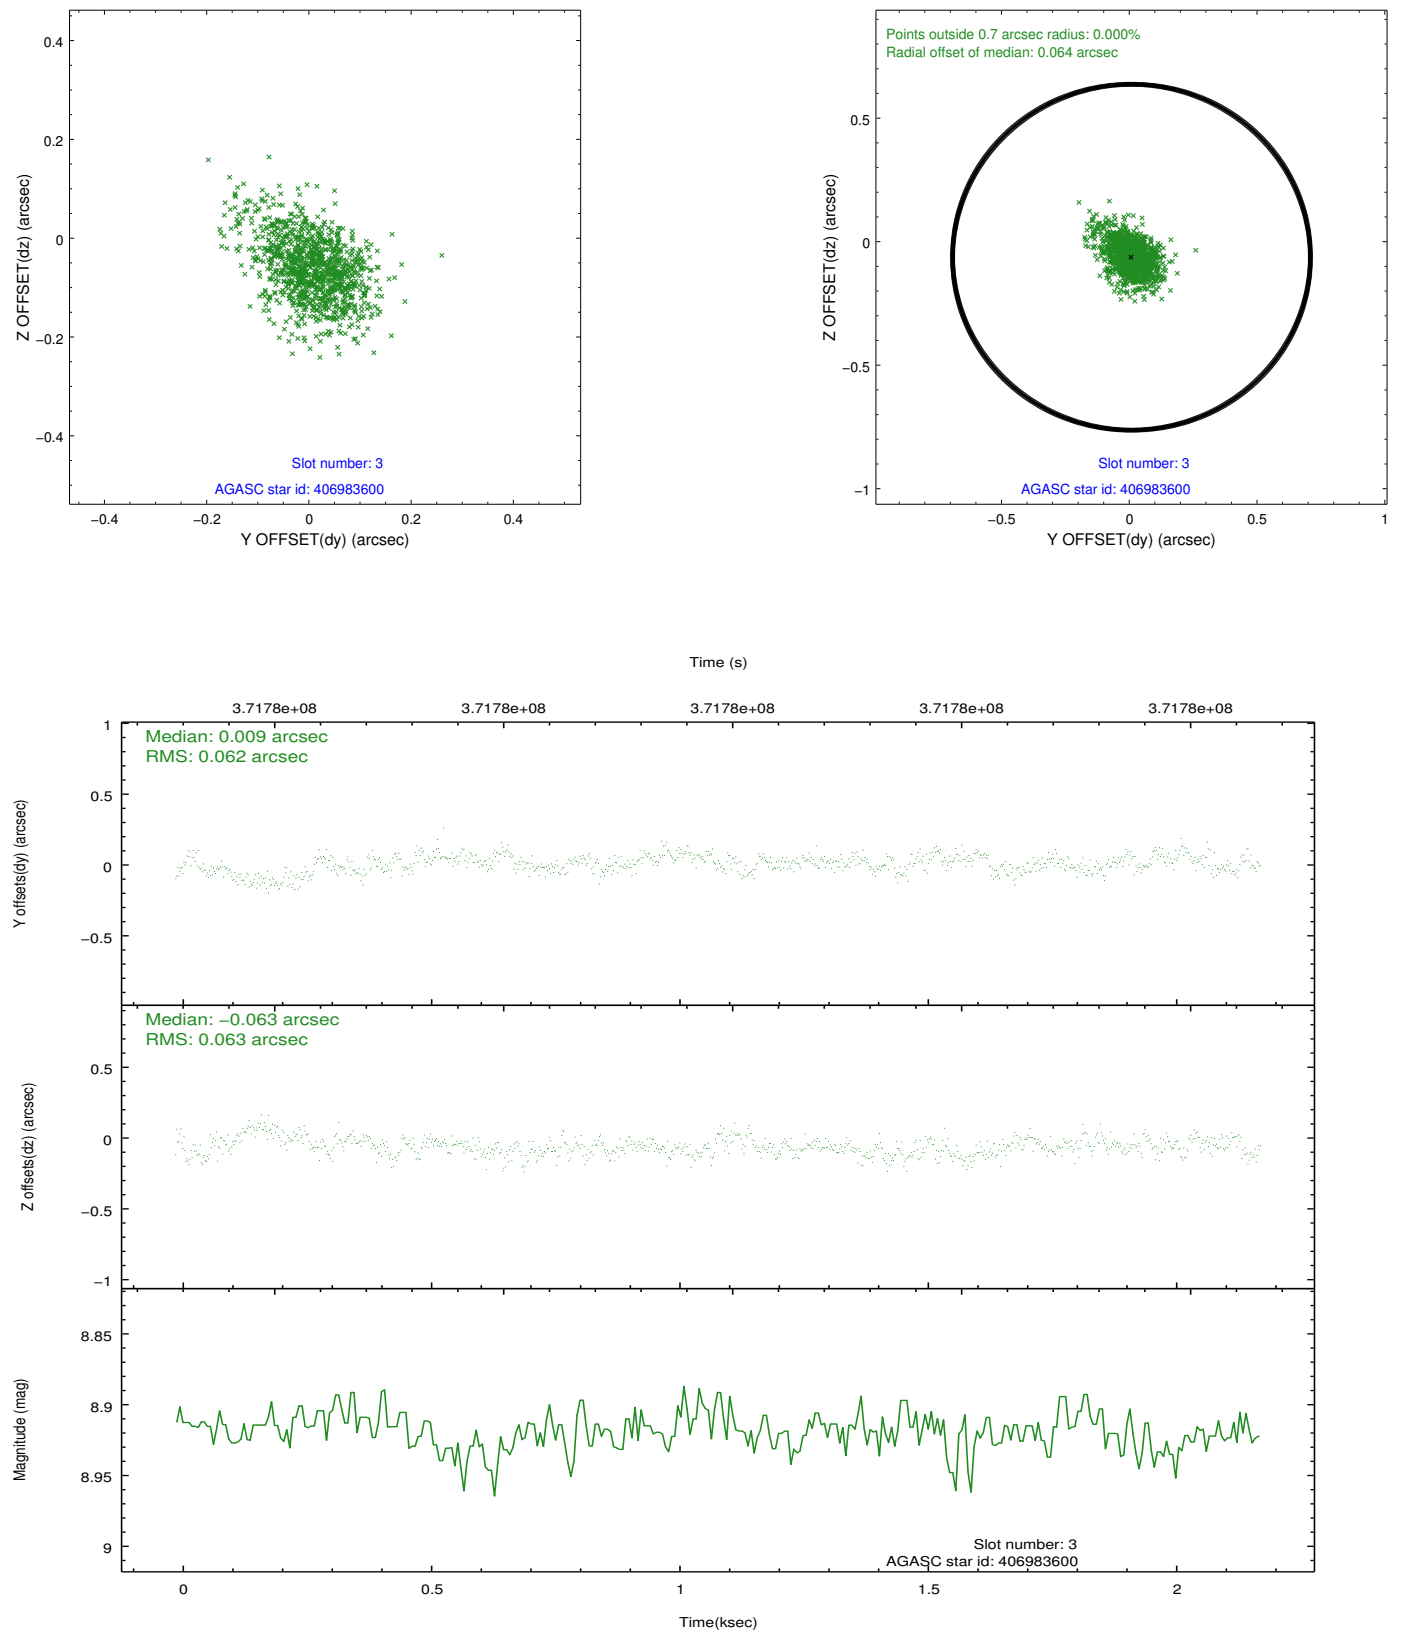 0.4
0.2
0
−0.2
−0.4
Z OFFSET(dz) (arcsec)
Slot number: 3
AGASC star id: 406983600
−0.4 −0.2 0 0.2 0.4
Y OFFSET(dy) (arcsec)
Points outside 0.7 arcsec radius: 0.000%
Radial offset of median: 0.064 arcsec
0.5
0
−0.5
−1
Z OFFSET(dz) (arcsec)
Slot number: 3
AGASC star id: 406983600
−0.5 0 0.5 1
Y OFFSET(dy) (arcsec)
Time (s)
3.7178e+08 3.7178e+08 3.7178e+08 3.7178e+08 3.7178e+08
Median: 0.009 arcsec
RMS: 0.062 arcsec
1
0.5
0
−0.5
Y offsets(dy) (arcsec)
Median: −0.063 arcsec
RMS: 0.063 arcsec
0.5
0
−0.5
−1
Z offsets(dz) (arcsec)
8.85
8.9
8.95
9
Magnitude (mag)
Slot number: 3
AGASC star id: 406983600
0 0.5 1 1.5 2
Time(ksec)